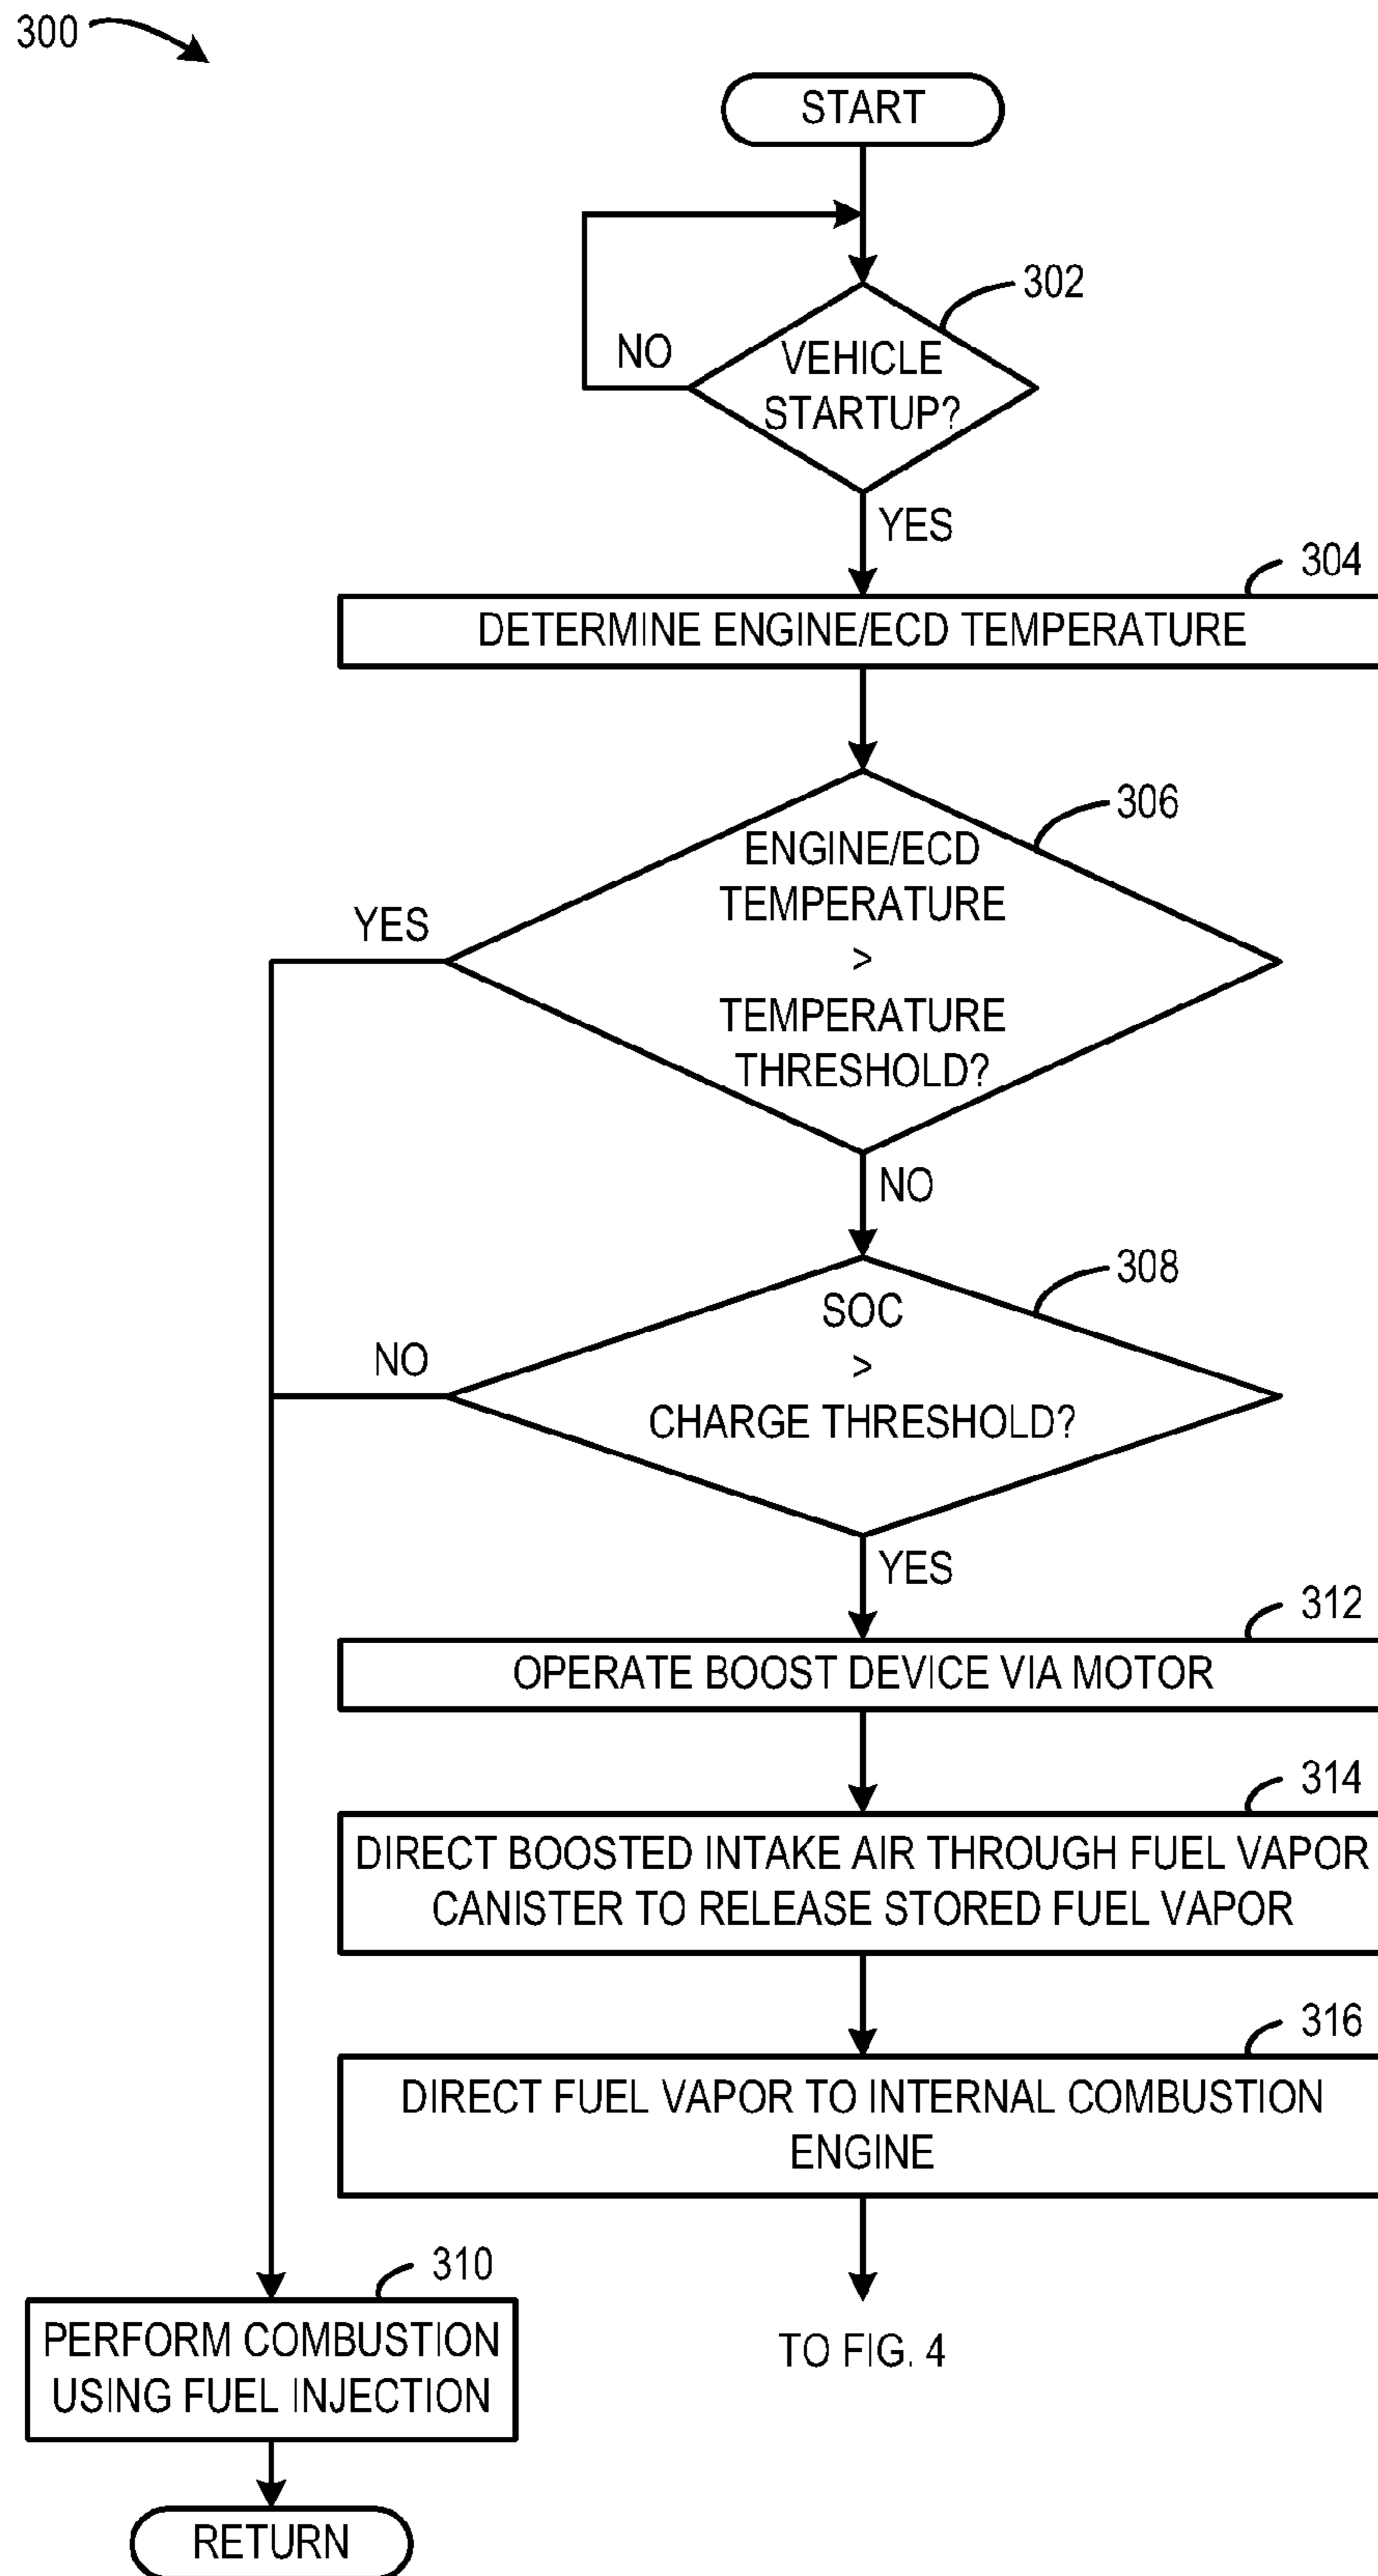 300
START
302
NO
VEHICLE
STARTUP?
YES
304
DETERMINE ENGINE/ECD TEMPERATURE
306
ENGINE/ECD
TEMPERATURE
>
TEMPERATURE
THRESHOLD?
YES
NO
308
SOC
>
CHARGE THRESHOLD?
NO
YES
312
OPERATE BOOST DEVICE VIA MOTOR
314
DIRECT BOOSTED INTAKE AIR THROUGH FUEL VAPOR
CANISTER TO RELEASE STORED FUEL VAPOR
316
DIRECT FUEL VAPOR TO INTERNAL COMBUSTION
ENGINE
310
PERFORM COMBUSTION
USING FUEL INJECTION
TO FIG. 4
RETURN